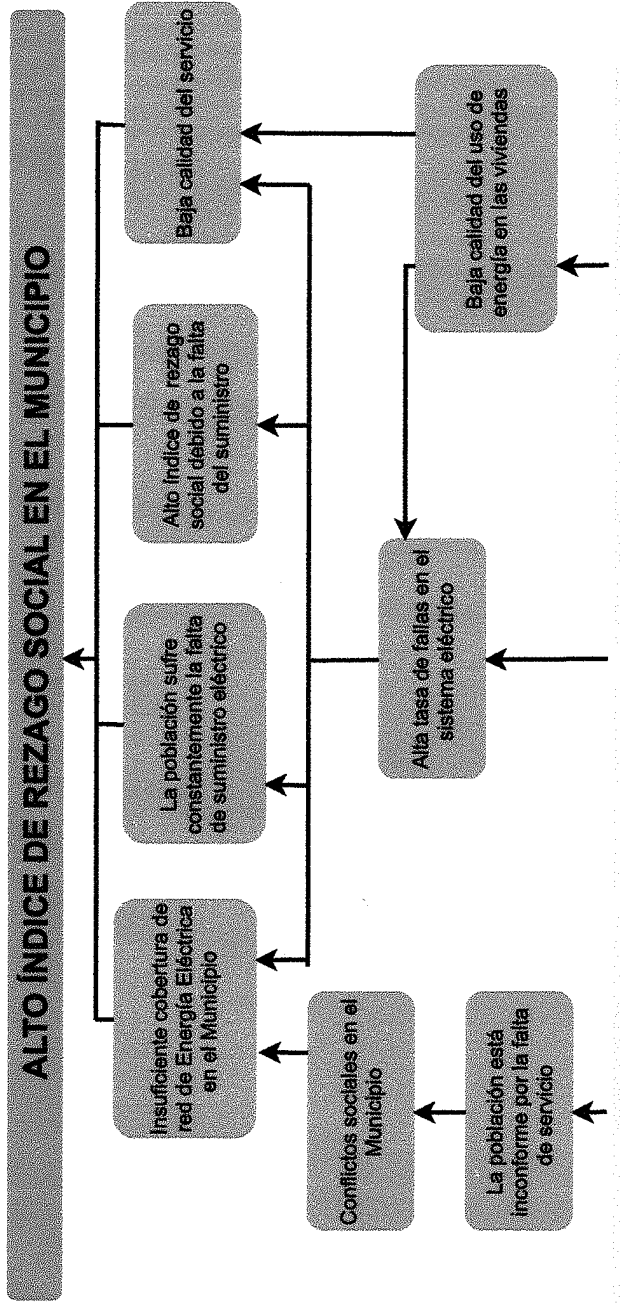 ALTO ÍNDICE DE REZAGO SOCIAL EN EL MUNICIPIO
Insuficiente cobertura de
red de Energía Eléctrica
en el Municipio
La población sufre
constantemente la falta
de suministro eléctrico
Alto índice de rezago
social debido a la falta
del suministro
Baja calidad del servicio
Conflictos sociales en el
Municipio
Alta tasa de fallas en el
sistema eléctrico
Baja calidad del uso de
energía en las viviendas
La población está
inconforme por la falta
de servicio